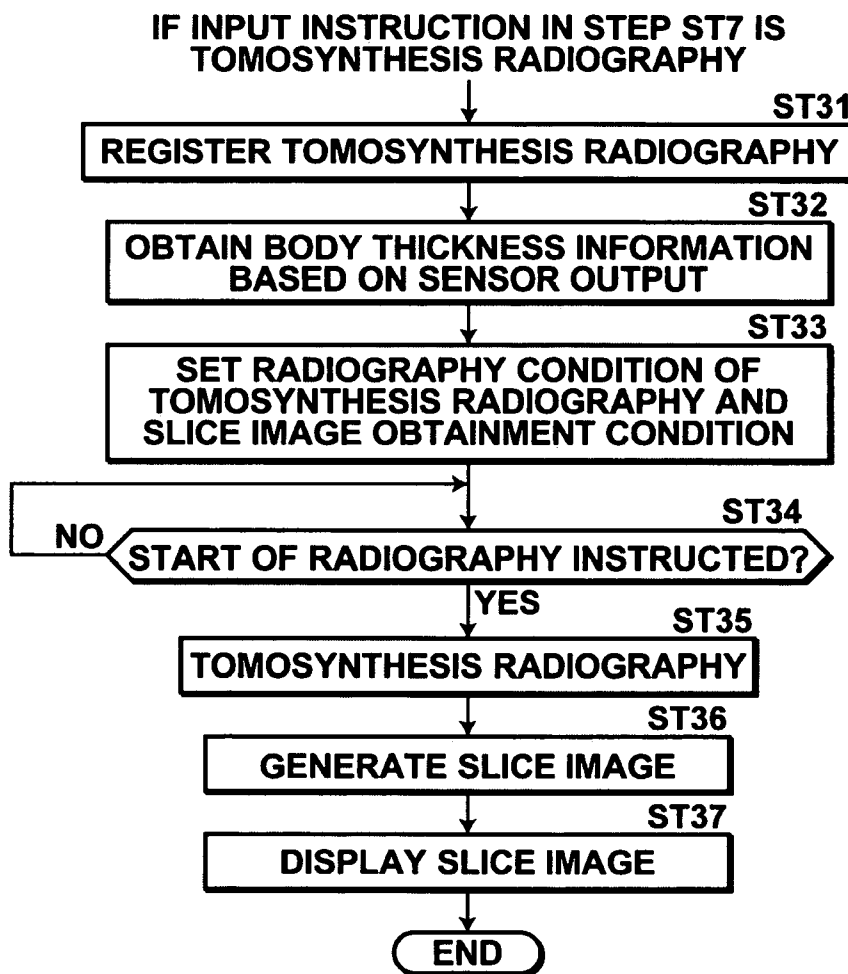 IF INPUT INSTRUCTION IN STEP ST7 IS
TOMOSYNTHESIS RADIOGRAPHY
ST31
REGISTER TOMOSYNTHESIS RADIOGRAPHY
ST32
OBTAIN BODY THICKNESS INFORMATION
BASED ON SENSOR OUTPUT
ST33
SET RADIOGRAPHY CONDITION OF
TOMOSYNTHESIS RADIOGRAPHY AND
SLICE IMAGE OBTAINMENT CONDITION
ST34
NO
START OF RADIOGRAPHY INSTRUCTED?
YES
ST35
TOMOSYNTHESIS RADIOGRAPHY
ST36
GENERATE SLICE IMAGE
ST37
DISPLAY SLICE IMAGE
END